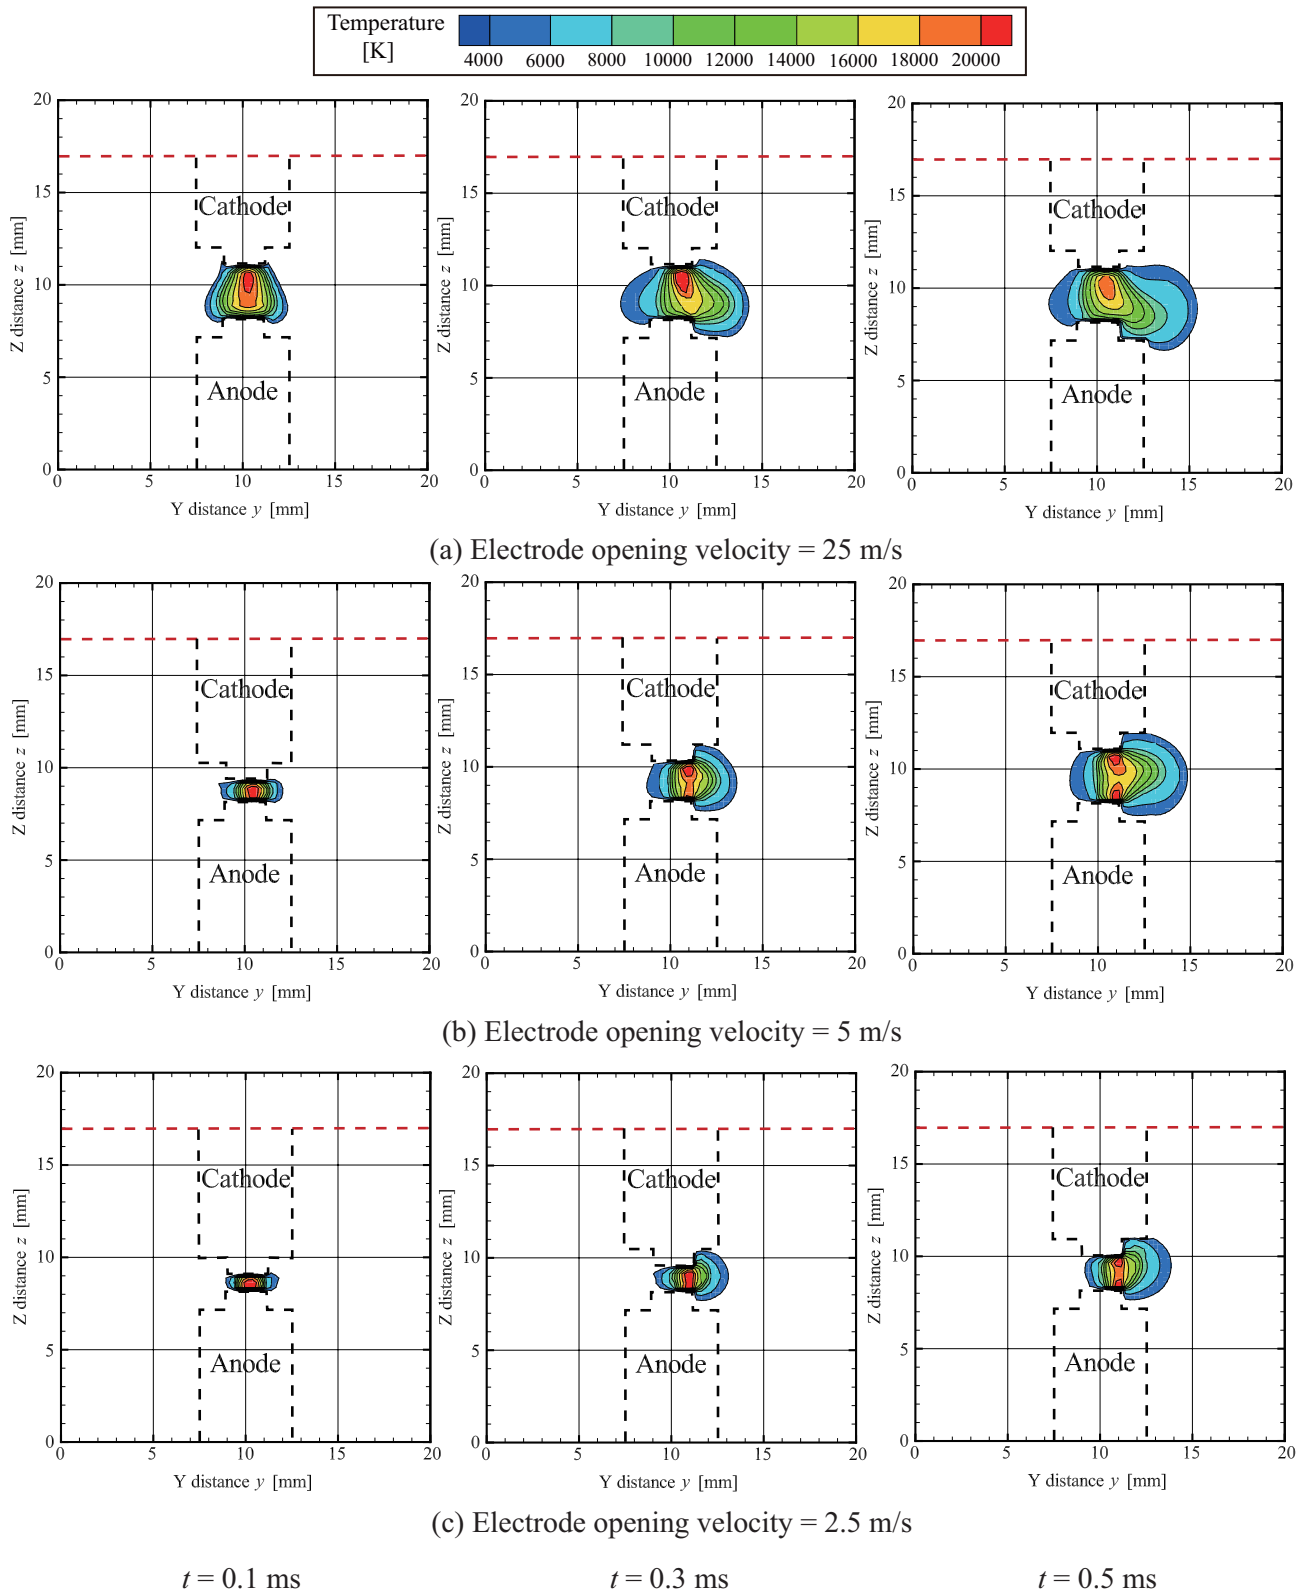 Temperature
[K]
4000 6000 8000 10000 12000 14000 16000 18000 20000
20
15
10
5
0
Z distance z [mm]
Cathode
Anode
0 5 10 15 20
Y distance y [mm]
20
15
10
5
0
Z distance z [mm]
Cathode
Anode
0 5 10 15 20
Y distance y [mm]
20
15
10
5
0
Z distance z [mm]
Cathode
Anode
0 5 10 15 20
Y distance y [mm]
(a) Electrode opening velocity = 25 m/s
20
15
10
5
0
Z distance z [mm]
Cathode
Anode
0 5 10 15 20
Y distance y [mm]
20
15
10
5
0
Z distance z [mm]
Cathode
Anode
0 5 10 15 20
Y distance y [mm]
20
15
10
5
0
Z distance z [mm]
Cathode
Anode
0 5 10 15 20
Y distance y [mm]
(b) Electrode opening velocity = 5 m/s
20
15
10
5
0
Z distance z [mm]
Cathode
Anode
0 5 10 15 20
Y distance y [mm]
20
15
10
5
0
Z distance z [mm]
Cathode
Anode
0 5 10 15 20
Y distance y [mm]
20
15
10
5
0
Z distance z [mm]
Cathode
Anode
0 5 10 15 20
Y distance y [mm]
(c) Electrode opening velocity = 2.5 m/s
t = 0.1 ms
t = 0.3 ms
t = 0.5 ms